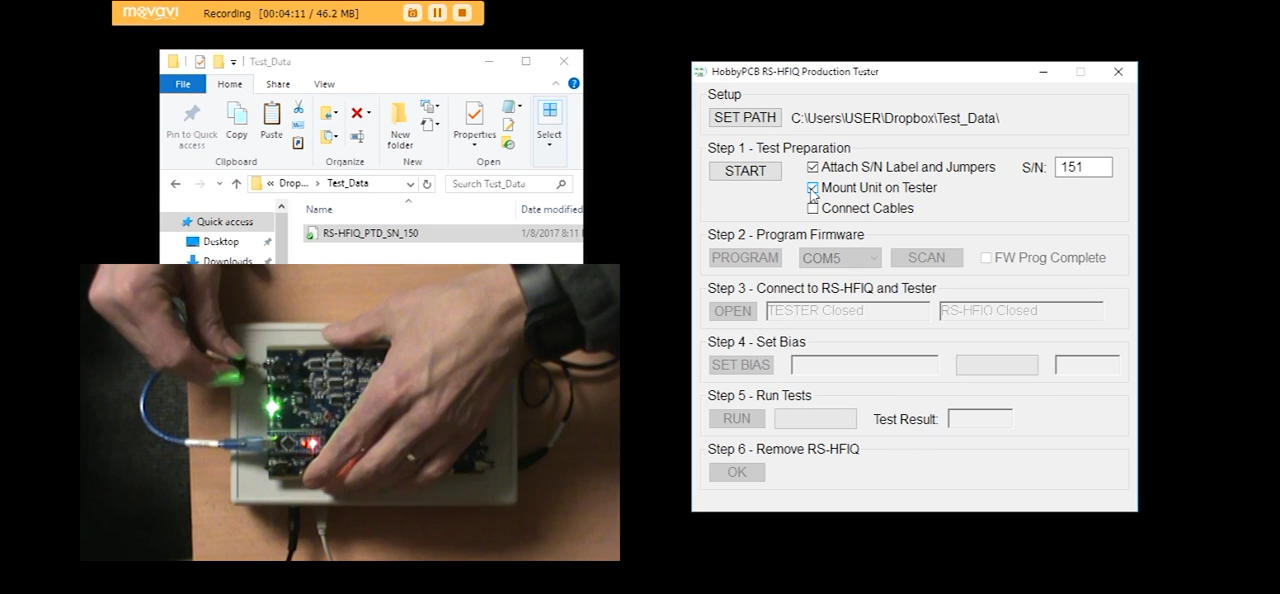 movavi Recording [00:04:11 / 46.2 MB]
Test_Data
File Home Share View
Pin to Quick access
Copy
Paste
Clipboard
Organize
New folder
New
Properties
Open
Select
« Drop... › Test_Data
Search Test_Data
Name Date modified
Quick access
Desktop
Downloads
RS-HFIQ_PTD_SN_150 1/8/2017 8:11
HobbyPCB RS-HFIQ Production Tester
Setup
SET PATH C:\Users\USER\Dropbox\Test_Data\
Step 1 - Test Preparation
START Attach S/N Label and Jumpers S/N: 151
Mount Unit on Tester
Connect Cables
Step 2 - Program Firmware
PROGRAM COM5 SCAN FW Prog Complete
Step 3 - Connect to RS-HFIQ and Tester
OPEN TESTER Closed RS-HFIQ Closed
Step 4 - Set Bias
SET BIAS
Step 5 - Run Tests
RUN Test Result:
Step 6 - Remove RS-HFIQ
OK